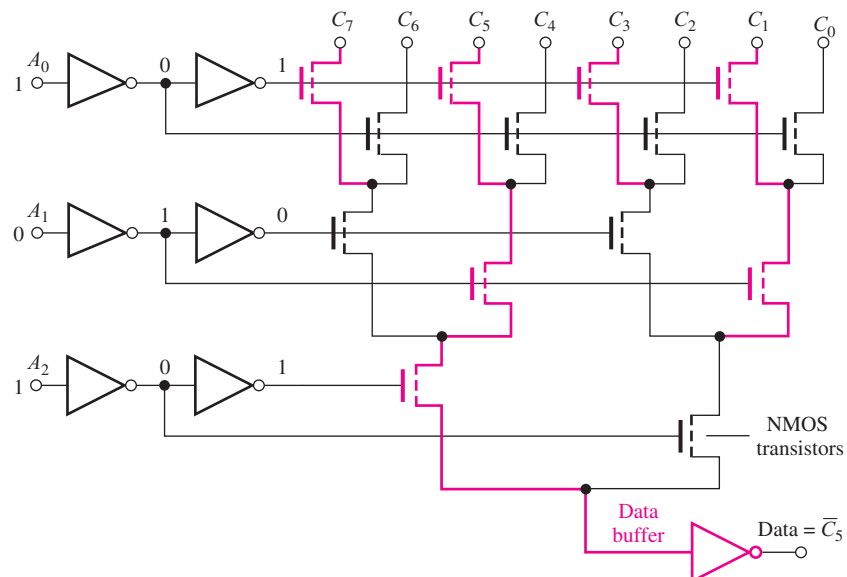 C₇ C₆ C₅ C₄ C₃ C₂ C₁ C₀
A₀
1 0 1
A₁
0 1 0
A₂
1 0 1
NMOS
transistors
Data
buffer
Data = C̅₅